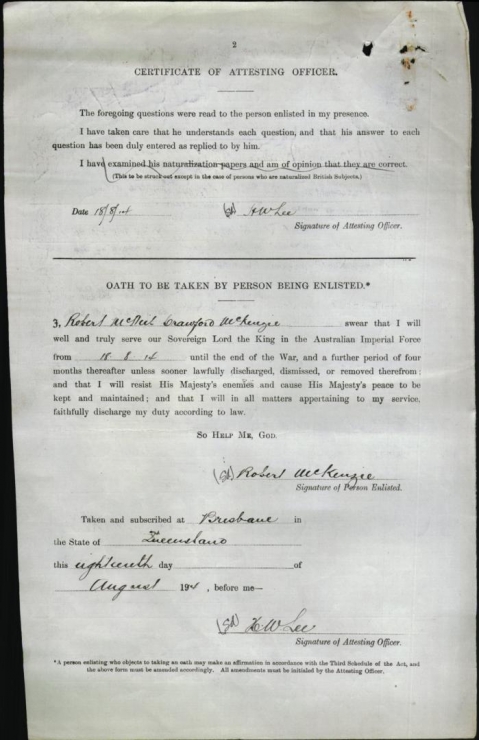 2
CERTIFICATE OF ATTESTING OFFICER.
The foregoing questions were read to the person enlisted in my presence.
I have taken care that he understands each question, and that his answer to each
question has been duly entered as replied to by him.
I have examined his naturalization papers and am of opinion that they are correct.
(This to be struck out except in the case of persons who are naturalized British Subjects.)
Date 18/8/14 (Sd) H W Lee
Signature of Attesting Officer.
OATH TO BE TAKEN BY PERSON BEING ENLISTED.*
I, Robert McNeil Crawford McKenzie swear that I will
well and truly serve our Sovereign Lord the King in the Australian Imperial Force
from 18 8 14 until the end of the War, and a further period of four
months thereafter unless sooner lawfully discharged, dismissed, or removed therefrom;
and that I will resist His Majesty's enemies and cause His Majesty's peace to be
kept and maintained; and that I will in all matters appertaining to my service,
faithfully discharge my duty according to law.
SO HELP ME, GOD.
(Sd) Robert McKenzie
Signature of Person Enlisted.
Taken and subscribed at Brisbane in
the State of Queensland
this eighteenth day of
August 1914, before me—
(Sd) H W Lee
Signature of Attesting Officer.
*A person enlisting who objects to taking an oath may make an affirmation in accordance with the Third Schedule of the Act, and
the above form must be amended accordingly. All amendments must be initialed by the Attesting Officer.